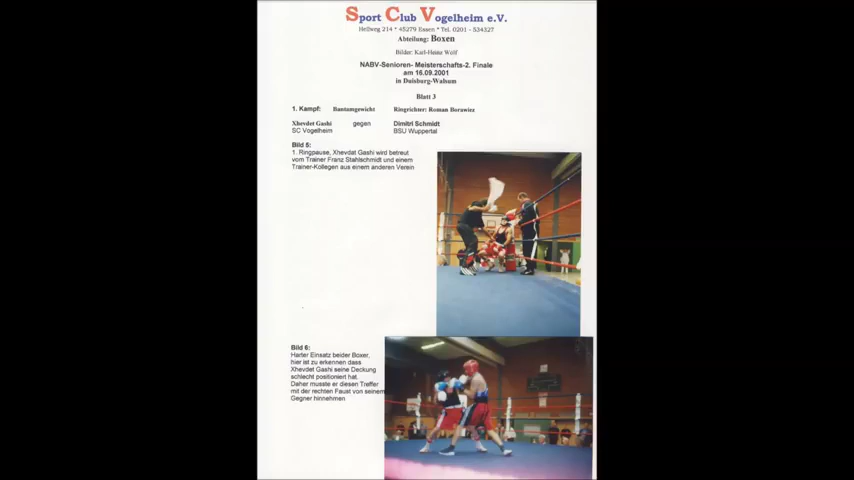 Sport Club Vogelheim e.V.
Hellweg 214 * 45279 Essen * Tel. 0201 - 534327
Abteilung: Boxen
Bilder: Karl-Heinz Wolf
NABV-Senioren- Meisterschafts-2. Finale
am 16.09.2001
in Duisburg-Walsum
Blatt 3
1. Kampf: Bantamgewicht Ringrichter: Roman Borawiez
Xhevdet Gashi gegen Dimitri Schmidt
SC Vogelheim BSU Wuppertal
Bild 5:
1. Ringpause, Xhevdat Gashi wird betreut
vom Trainer Franz Stahlschmidt und einem
Trainer-Kollegen aus einem anderen Verein
Bild 6:
Harter Einsatz beider Boxer,
hier ist zu erkennen dass
Xhevdet Gashi seine Deckung
schlecht positioniert hat.
Daher musste er diesen Treffer
mit der rechten Faust von seinem
Gegner hinnehmen